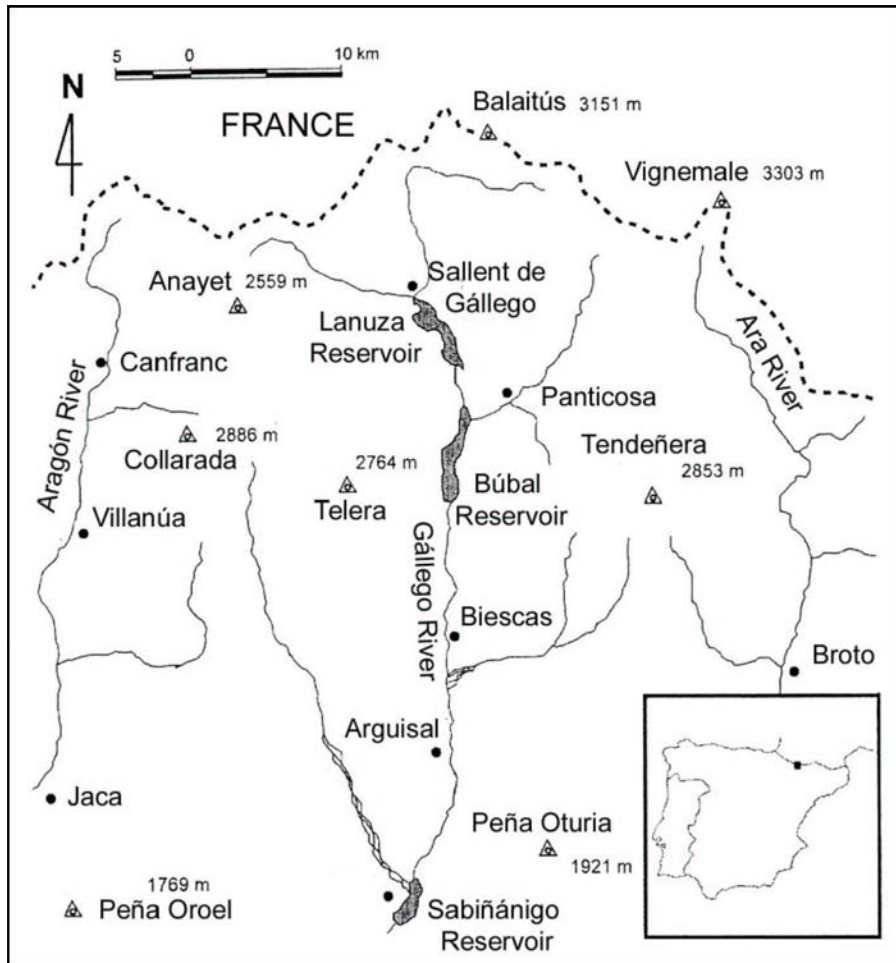 5 0 10 km
N
FRANCE
Balaitús 3151 m
Vignemale 3303 m
Anayet 2559 m
Sallent de
Gállego
Lanuza
Reservoir
Ara River
Canfranc
Panticosa
Aragón River
2886 m
Collarada
2764 m
Telera
Tendeñera
2853 m
Búbal
Reservoir
Villanúa
Gállego River
Biescas
Broto
Arguisal
Jaca
Peña Oturia
1921 m
1769 m
Peña Oroel
Sabiñánigo
Reservoir